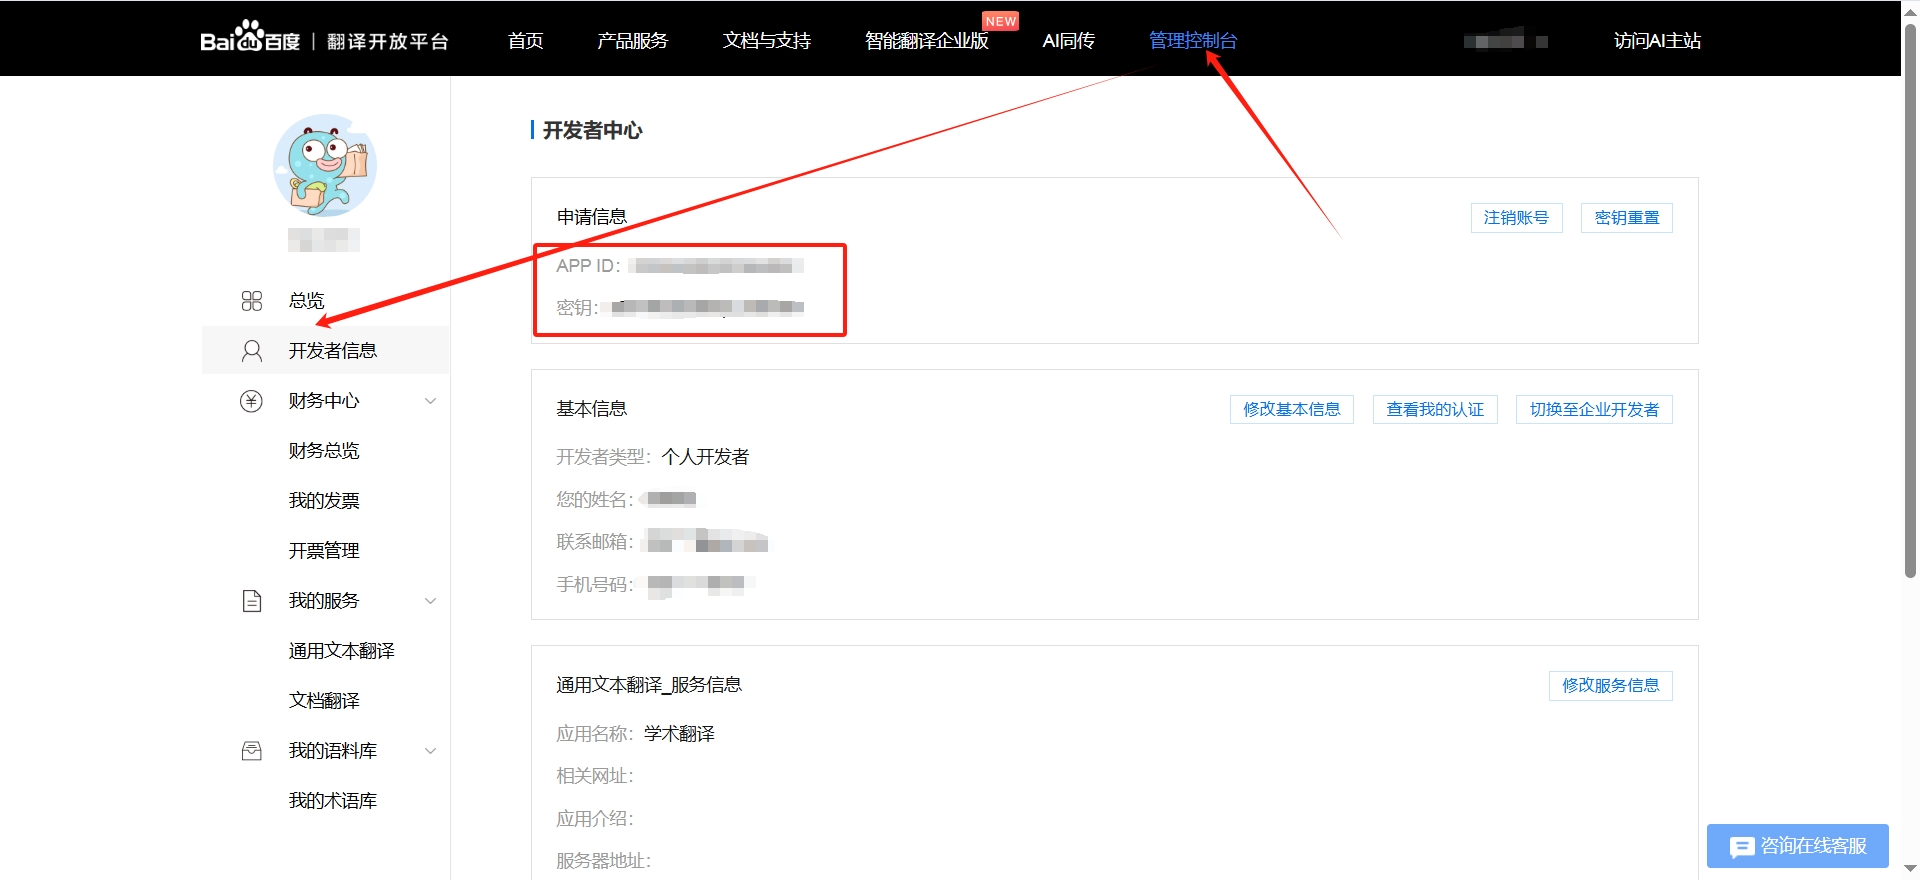 Bai du 百度 | 翻译开放平台
首页
产品服务
文档与支持
智能翻译企业版
NEW
AI同传
管理控制台
访问AI主站
总览
开发者信息
财务中心
财务总览
我的发票
开票管理
我的服务
通用文本翻译
文档翻译
我的语料库
我的术语库
开发者中心
申请信息
注销账号
密钥重置
APP ID:
密钥:
基本信息
修改基本信息
查看我的认证
切换至企业开发者
开发者类型: 个人开发者
您的姓名:
联系邮箱:
手机号码:
通用文本翻译_服务信息
修改服务信息
应用名称: 学术翻译
相关网址:
应用介绍:
服务器地址:
咨询在线客服